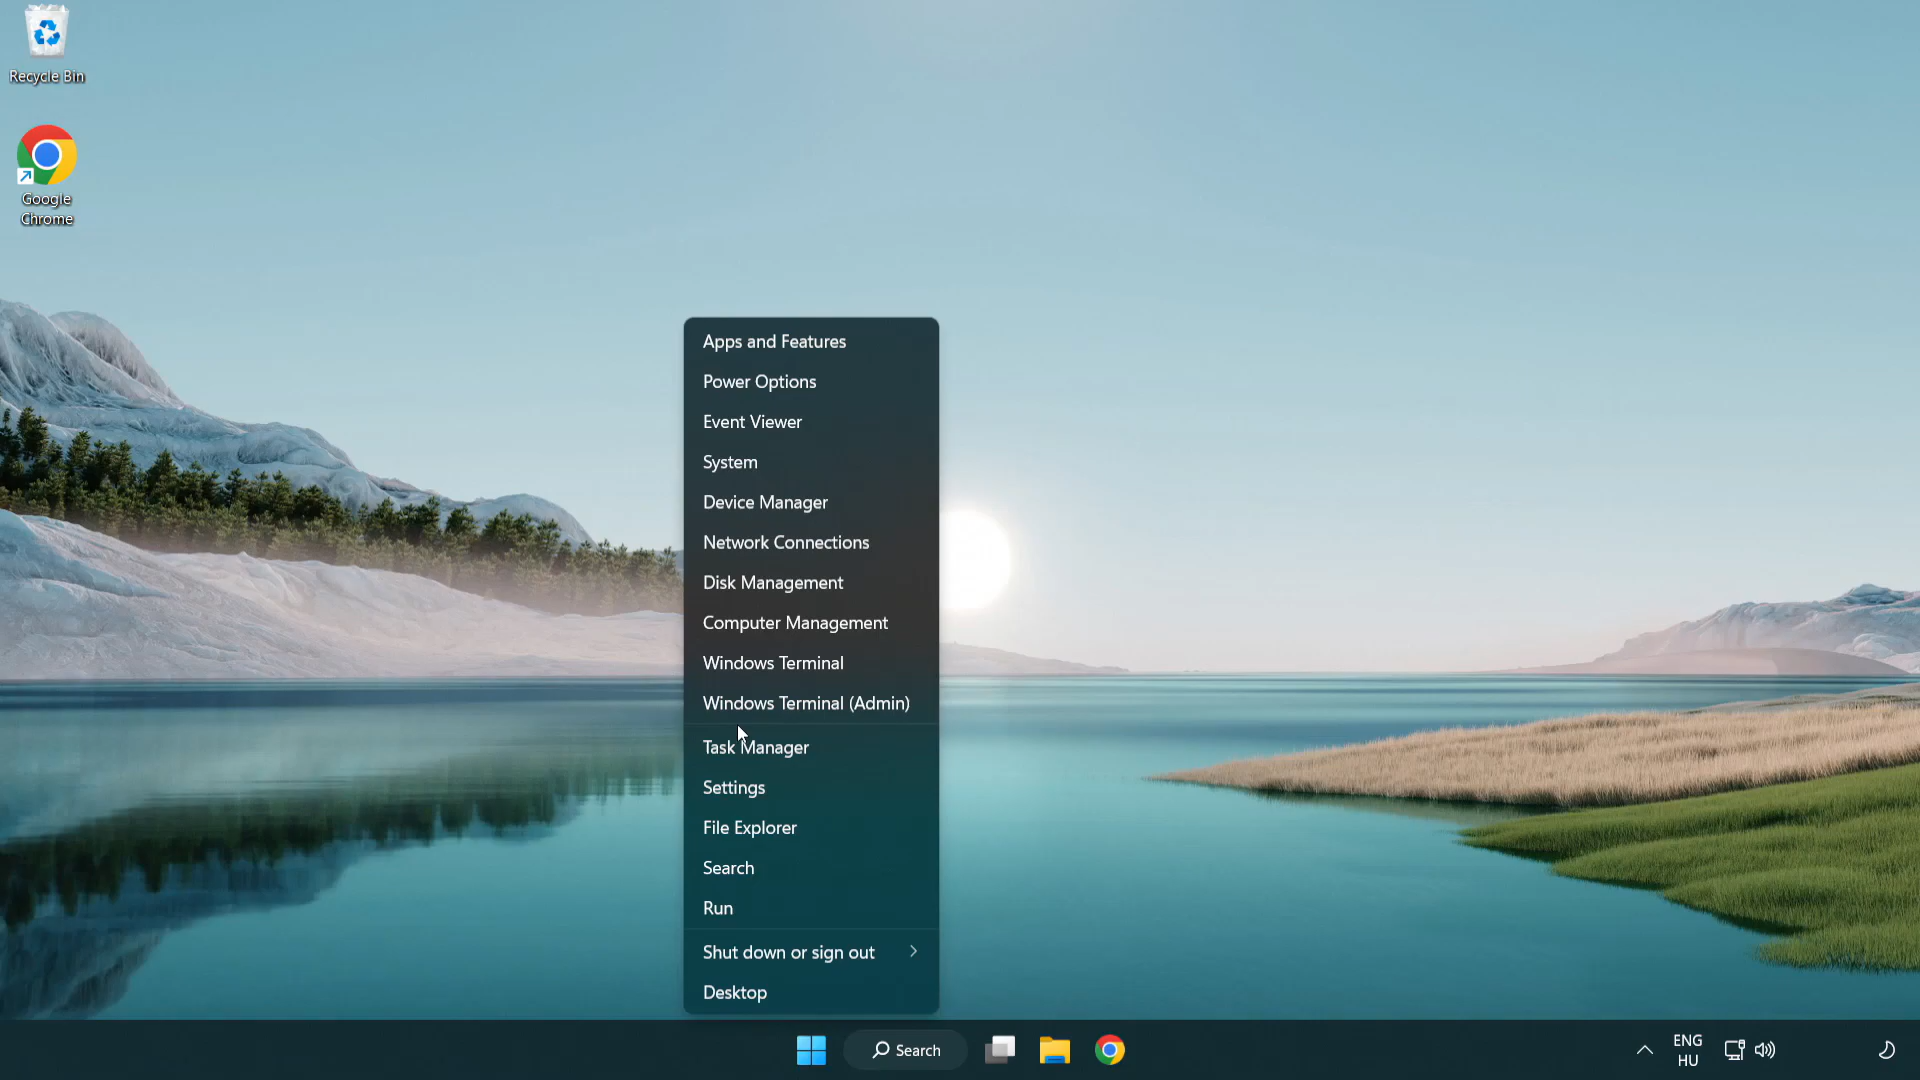 Recycle Bin
Google
Chrome
Apps and Features
Power Options
Event Viewer
System
Device Manager
Network Connections
Disk Management
Computer Management
Windows Terminal
Windows Terminal (Admin)
Task Manager
Settings
File Explorer
Search
Run
Shut down or sign out
Desktop
Search
ENG
HU